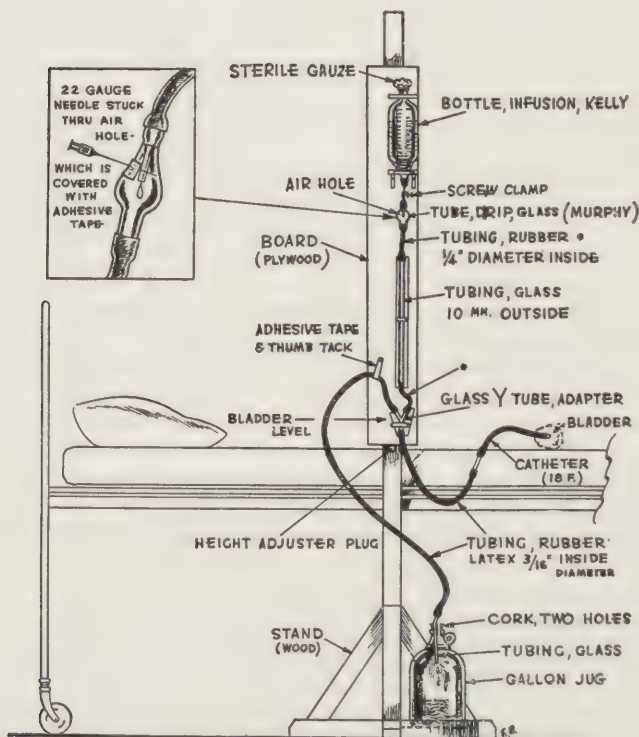 22 GAUGE
NEEDLE STUCK
THRU AIR
HOLE-
WHICH IS
COVERED
WITH
ADHESIVE
TAPE-
STERILE GAUZE
BOTTLE, INFUSION, KELLY
SCREW CLAMP
AIR HOLE
TUBE, DRIP, GLASS (MURPHY)
BOARD
(PLYWOOD)
TUBING, RUBBER
1/4" DIAMETER INSIDE
TUBING, GLASS
10 MM. OUTSIDE
ADHESIVE TAPE
& THUMB TACK
GLASS Y TUBE, ADAPTER
BLADDER
LEVEL
BLADDER
CATHETER
(18 F.)
HEIGHT ADJUSTER PLUG
TUBING, RUBBER
LATEX 3/16" INSIDE
DIAMETER
STAND
(WOOD)
CORK, TWO HOLES
TUBING, GLASS
GALLON JUG